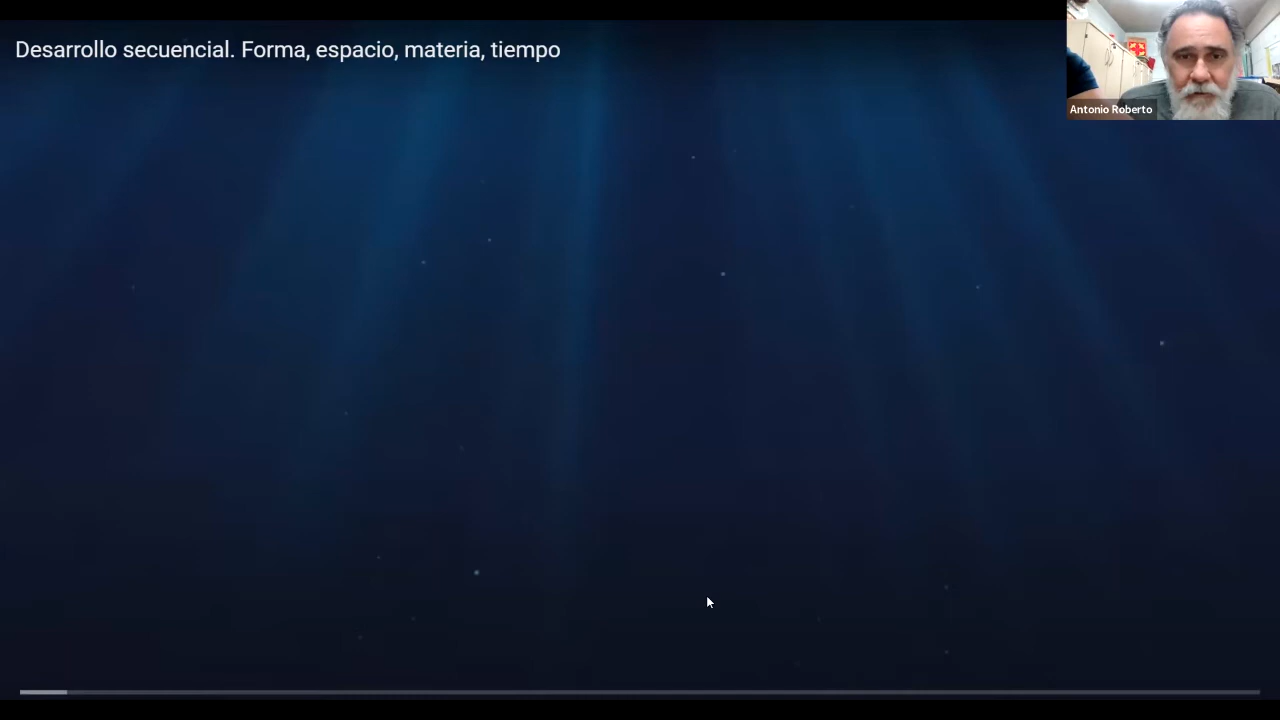 Desarrollo secuencial. Forma, espacio, materia, tiempo
Antonio Roberto